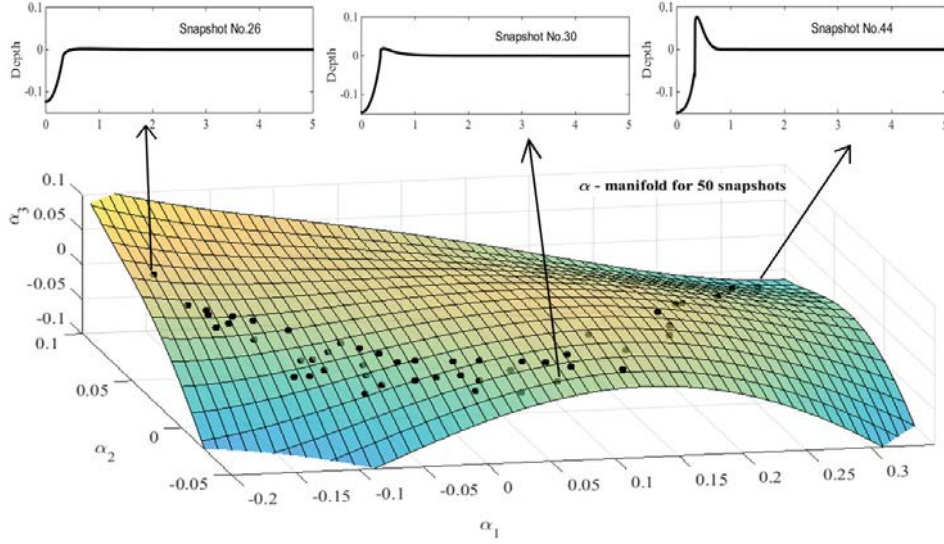 0.1
0
-0.1
Depth
Snapshot No.26
0 1 2 3 4 5
0.1
0
-0.1
Depth
Snapshot No.30
0 1 2 3 4 5
0.1
0
-0.1
Depth
Snapshot No.44
0 1 2 3 4 5
α - manifold for 50 snapshots
α3
0.1
0.05
0
-0.05
-0.1
0.1
0.05
0
-0.05
α2
-0.2 -0.15 -0.1 -0.05 0 0.05 0.1 0.15 0.2 0.25 0.3
α1